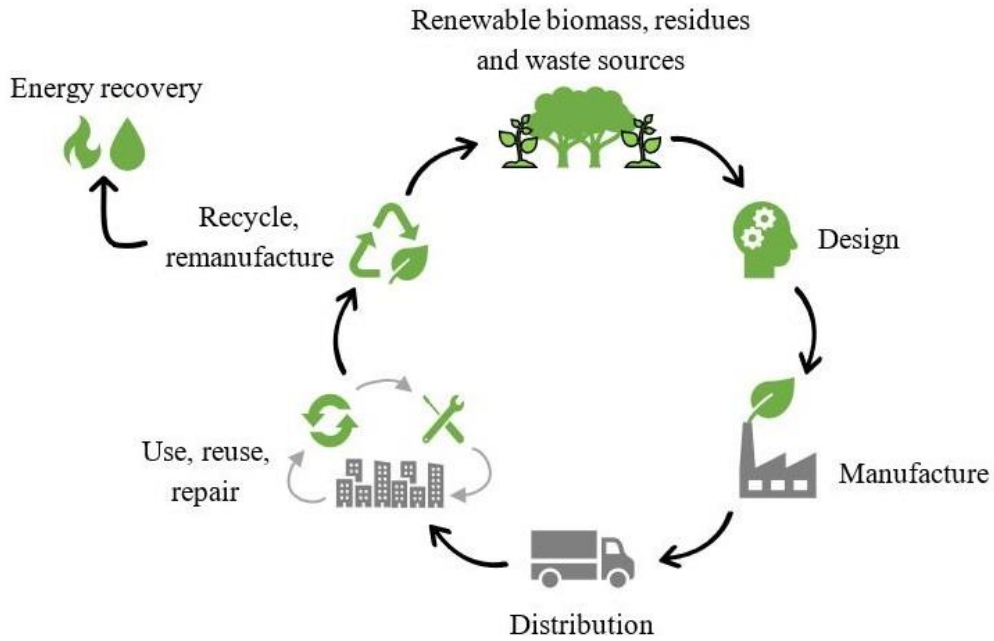 Renewable biomass, residues
and waste sources
Energy recovery
Recycle,
remanufacture
Design
Use, reuse,
repair
Manufacture
Distribution